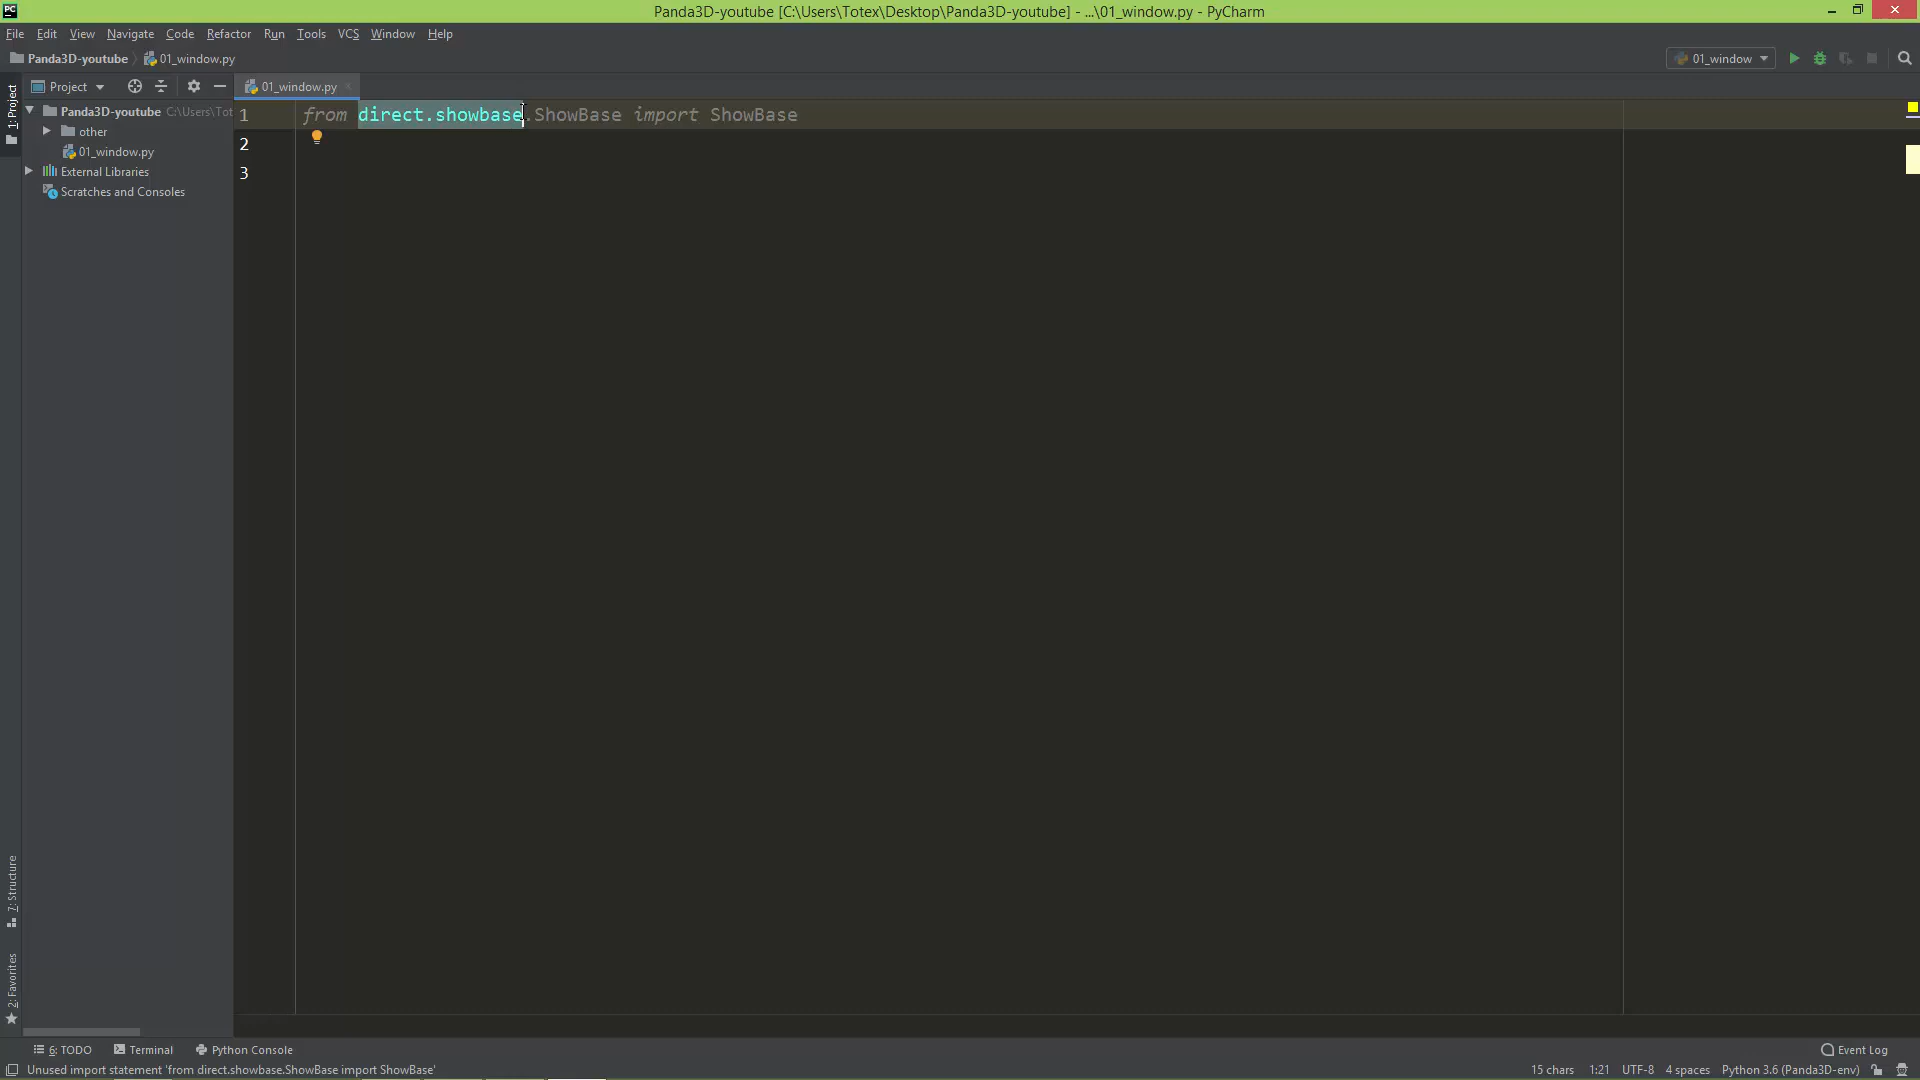 PC
Panda3D-youtube [C:\Users\Totex\Desktop\Panda3D-youtube] - ...\01_window.py - PyCharm
File Edit View Navigate Code Refactor Run Tools VCS Window Help
Panda3D-youtube 01_window.py
01_window
1: Project
Project
01_window.py
Panda3D-youtube C:\Users\Tot
other
01_window.py
External Libraries
Scratches and Consoles
1 from direct.showbase.ShowBase import ShowBase
2
3
7: Structure
2: Favorites
6: TODO Terminal Python Console
Event Log
Unused import statement 'from direct.showbase.ShowBase import ShowBase'
15 chars 1:21 UTF-8 4 spaces Python 3.6 (Panda3D-env)